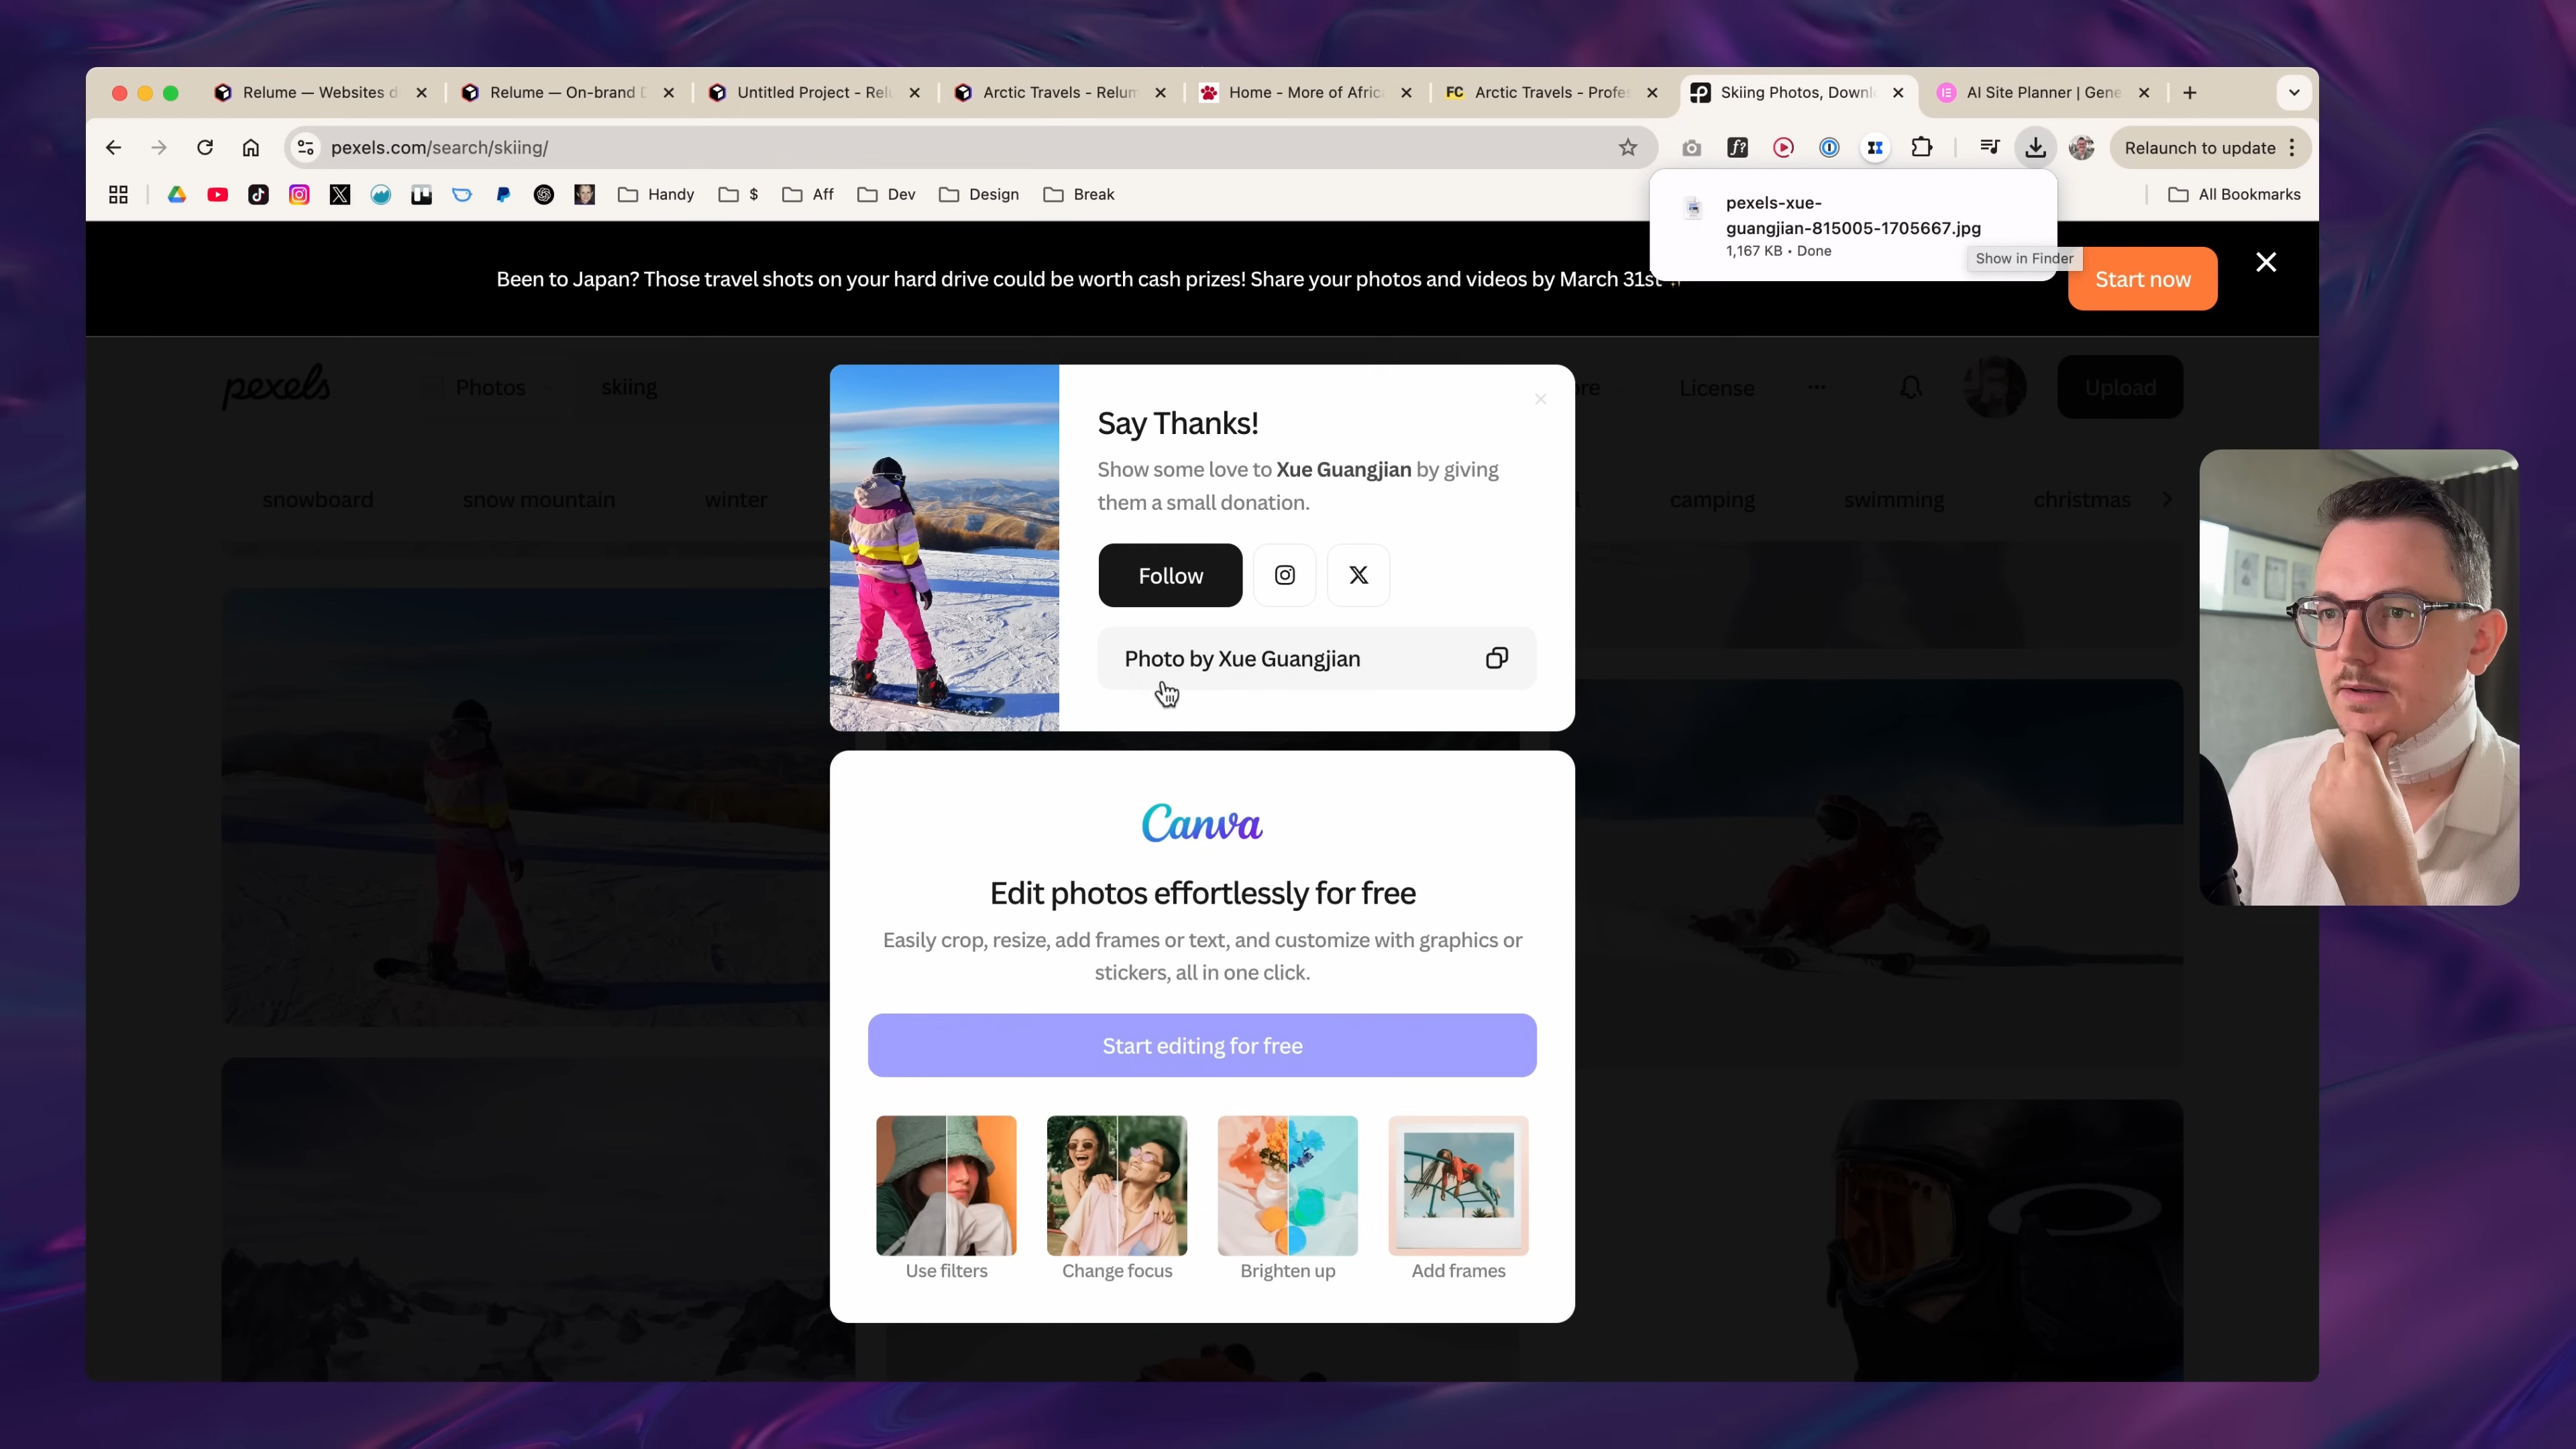 Relume — Websites d
Relume — On-brand D
Untitled Project - Relu
Arctic Travels - Relum
Home - More of Afric
FC
Arctic Travels - Profes
Skiing Photos, Downl
AI Site Planner | Gene
pexels.com/search/skiing/
Relaunch to update
Handy
$
Aff
Dev
Design
Break
All Bookmarks
pexels-xue-
guangjian-815005-1705667.jpg
1,167 KB • Done
Show in Finder
Been to Japan? Those travel shots on your hard drive could be worth cash prizes! Share your photos and videos by March 31st
Start now
pexels
Photos
skiing
License
Upload
snowboard
snow mountain
winter
camping
swimming
christmas
Say Thanks!
Show some love to Xue Guangjian by giving
them a small donation.
Follow
Photo by Xue Guangjian
Canva
Edit photos effortlessly for free
Easily crop, resize, add frames or text, and customize with graphics or
stickers, all in one click.
Start editing for free
Use filters
Change focus
Brighten up
Add frames